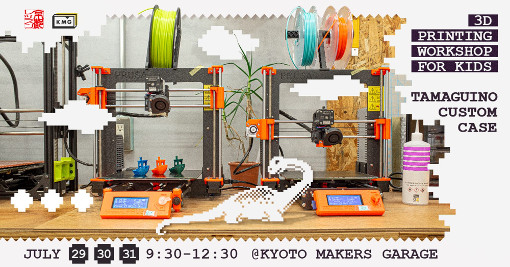 KMG
3D
PRINTING
WORKSHOP
FOR KIDS
TAMAGUINO
CUSTOM
CASE
JULY 29 30 31 9:30-12:30 @KYOTO MAKERS GARAGE